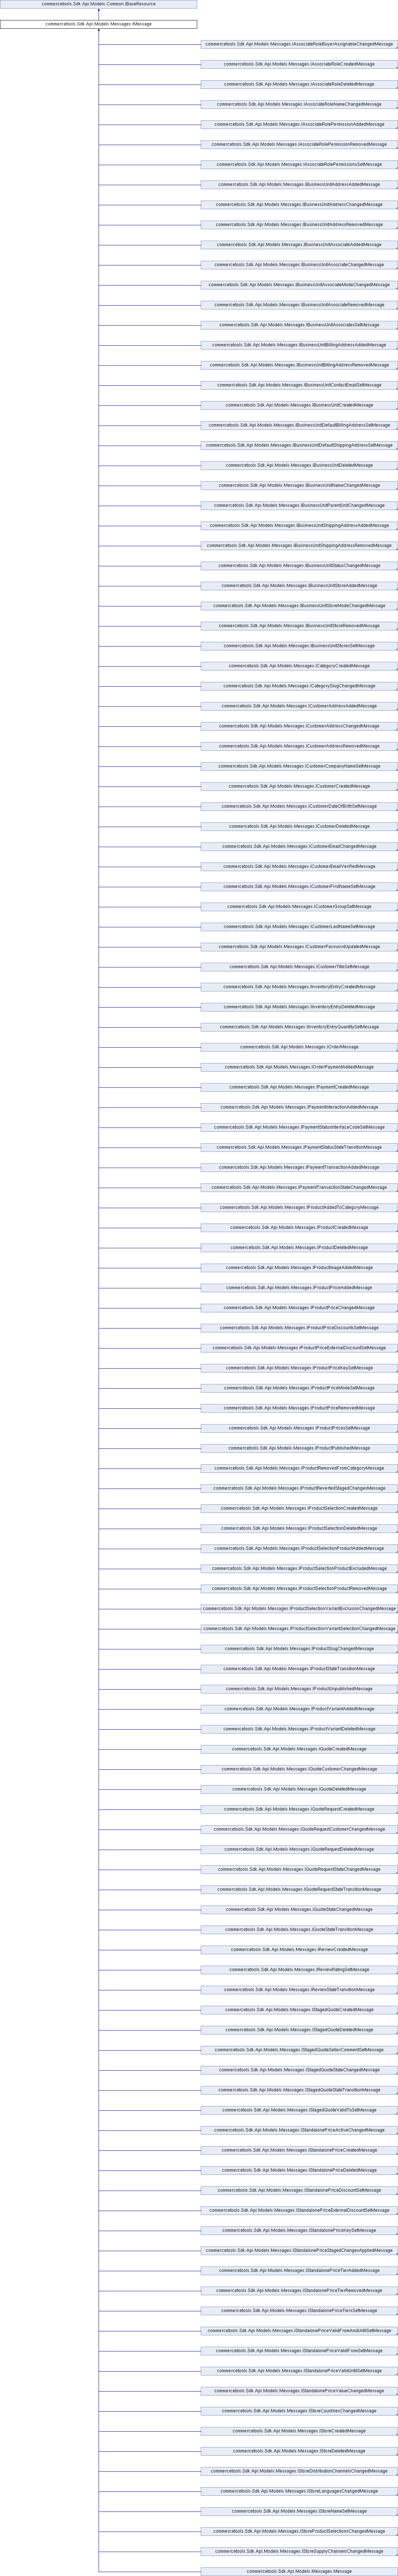 commercetools.Sdk.Api.Models.Common.IBaseResource
commercetools.Sdk.Api.Models.Messages.IMessage
commercetools.Sdk.Api.Models.Messages.IAssociateRoleBuyerAssignableChangedMessage
commercetools.Sdk.Api.Models.Messages.IAssociateRoleCreatedMessage
commercetools.Sdk.Api.Models.Messages.IAssociateRoleDeletedMessage
commercetools.Sdk.Api.Models.Messages.IAssociateRoleNameChangedMessage
commercetools.Sdk.Api.Models.Messages.IAssociateRolePermissionAddedMessage
commercetools.Sdk.Api.Models.Messages.IAssociateRolePermissionRemovedMessage
commercetools.Sdk.Api.Models.Messages.IAssociateRolePermissionsSetMessage
commercetools.Sdk.Api.Models.Messages.IBusinessUnitAddressAddedMessage
commercetools.Sdk.Api.Models.Messages.IBusinessUnitAddressChangedMessage
commercetools.Sdk.Api.Models.Messages.IBusinessUnitAddressRemovedMessage
commercetools.Sdk.Api.Models.Messages.IBusinessUnitAssociateAddedMessage
commercetools.Sdk.Api.Models.Messages.IBusinessUnitAssociateChangedMessage
commercetools.Sdk.Api.Models.Messages.IBusinessUnitAssociateModeChangedMessage
commercetools.Sdk.Api.Models.Messages.IBusinessUnitAssociateRemovedMessage
commercetools.Sdk.Api.Models.Messages.IBusinessUnitAssociatesSetMessage
commercetools.Sdk.Api.Models.Messages.IBusinessUnitBillingAddressAddedMessage
commercetools.Sdk.Api.Models.Messages.IBusinessUnitBillingAddressRemovedMessage
commercetools.Sdk.Api.Models.Messages.IBusinessUnitContactEmailSetMessage
commercetools.Sdk.Api.Models.Messages.IBusinessUnitCreatedMessage
commercetools.Sdk.Api.Models.Messages.IBusinessUnitDefaultBillingAddressSetMessage
commercetools.Sdk.Api.Models.Messages.IBusinessUnitDefaultShippingAddressSetMessage
commercetools.Sdk.Api.Models.Messages.IBusinessUnitDeletedMessage
commercetools.Sdk.Api.Models.Messages.IBusinessUnitNameChangedMessage
commercetools.Sdk.Api.Models.Messages.IBusinessUnitParentUnitChangedMessage
commercetools.Sdk.Api.Models.Messages.IBusinessUnitShippingAddressAddedMessage
commercetools.Sdk.Api.Models.Messages.IBusinessUnitShippingAddressRemovedMessage
commercetools.Sdk.Api.Models.Messages.IBusinessUnitStatusChangedMessage
commercetools.Sdk.Api.Models.Messages.IBusinessUnitStoreAddedMessage
commercetools.Sdk.Api.Models.Messages.IBusinessUnitStoreModeChangedMessage
commercetools.Sdk.Api.Models.Messages.IBusinessUnitStoreRemovedMessage
commercetools.Sdk.Api.Models.Messages.IBusinessUnitStoresSetMessage
commercetools.Sdk.Api.Models.Messages.ICategoryCreatedMessage
commercetools.Sdk.Api.Models.Messages.ICategorySlugChangedMessage
commercetools.Sdk.Api.Models.Messages.ICustomerAddressAddedMessage
commercetools.Sdk.Api.Models.Messages.ICustomerAddressChangedMessage
commercetools.Sdk.Api.Models.Messages.ICustomerAddressRemovedMessage
commercetools.Sdk.Api.Models.Messages.ICustomerCompanyNameSetMessage
commercetools.Sdk.Api.Models.Messages.ICustomerCreatedMessage
commercetools.Sdk.Api.Models.Messages.ICustomerDateOfBirthSetMessage
commercetools.Sdk.Api.Models.Messages.ICustomerDeletedMessage
commercetools.Sdk.Api.Models.Messages.ICustomerEmailChangedMessage
commercetools.Sdk.Api.Models.Messages.ICustomerEmailVerifiedMessage
commercetools.Sdk.Api.Models.Messages.ICustomerFirstNameSetMessage
commercetools.Sdk.Api.Models.Messages.ICustomerGroupSetMessage
commercetools.Sdk.Api.Models.Messages.ICustomerLastNameSetMessage
commercetools.Sdk.Api.Models.Messages.ICustomerPasswordUpdatedMessage
commercetools.Sdk.Api.Models.Messages.ICustomerTitleSetMessage
commercetools.Sdk.Api.Models.Messages.IInventoryEntryCreatedMessage
commercetools.Sdk.Api.Models.Messages.IInventoryEntryDeletedMessage
commercetools.Sdk.Api.Models.Messages.IInventoryEntryQuantitySetMessage
commercetools.Sdk.Api.Models.Messages.IOrderMessage
commercetools.Sdk.Api.Models.Messages.IOrderPaymentAddedMessage
commercetools.Sdk.Api.Models.Messages.IPaymentCreatedMessage
commercetools.Sdk.Api.Models.Messages.IPaymentInteractionAddedMessage
commercetools.Sdk.Api.Models.Messages.IPaymentStatusInterfaceCodeSetMessage
commercetools.Sdk.Api.Models.Messages.IPaymentStatusStateTransitionMessage
commercetools.Sdk.Api.Models.Messages.IPaymentTransactionAddedMessage
commercetools.Sdk.Api.Models.Messages.IPaymentTransactionStateChangedMessage
commercetools.Sdk.Api.Models.Messages.IProductAddedToCategoryMessage
commercetools.Sdk.Api.Models.Messages.IProductCreatedMessage
commercetools.Sdk.Api.Models.Messages.IProductDeletedMessage
commercetools.Sdk.Api.Models.Messages.IProductImageAddedMessage
commercetools.Sdk.Api.Models.Messages.IProductPriceAddedMessage
commercetools.Sdk.Api.Models.Messages.IProductPriceChangedMessage
commercetools.Sdk.Api.Models.Messages.IProductPriceDiscountsSetMessage
commercetools.Sdk.Api.Models.Messages.IProductPriceExternalDiscountSetMessage
commercetools.Sdk.Api.Models.Messages.IProductPriceKeySetMessage
commercetools.Sdk.Api.Models.Messages.IProductPriceModeSetMessage
commercetools.Sdk.Api.Models.Messages.IProductPriceRemovedMessage
commercetools.Sdk.Api.Models.Messages.IProductPricesSetMessage
commercetools.Sdk.Api.Models.Messages.IProductPublishedMessage
commercetools.Sdk.Api.Models.Messages.IProductRemovedFromCategoryMessage
commercetools.Sdk.Api.Models.Messages.IProductRevertedStagedChangesMessage
commercetools.Sdk.Api.Models.Messages.IProductSelectionCreatedMessage
commercetools.Sdk.Api.Models.Messages.IProductSelectionDeletedMessage
commercetools.Sdk.Api.Models.Messages.IProductSelectionProductAddedMessage
commercetools.Sdk.Api.Models.Messages.IProductSelectionProductExcludedMessage
commercetools.Sdk.Api.Models.Messages.IProductSelectionProductRemovedMessage
commercetools.Sdk.Api.Models.Messages.IProductSelectionVariantExclusionChangedMessage
commercetools.Sdk.Api.Models.Messages.IProductSelectionVariantSelectionChangedMessage
commercetools.Sdk.Api.Models.Messages.IProductSlugChangedMessage
commercetools.Sdk.Api.Models.Messages.IProductStateTransitionMessage
commercetools.Sdk.Api.Models.Messages.IProductUnpublishedMessage
commercetools.Sdk.Api.Models.Messages.IProductVariantAddedMessage
commercetools.Sdk.Api.Models.Messages.IProductVariantDeletedMessage
commercetools.Sdk.Api.Models.Messages.IQuoteCreatedMessage
commercetools.Sdk.Api.Models.Messages.IQuoteCustomerChangedMessage
commercetools.Sdk.Api.Models.Messages.IQuoteDeletedMessage
commercetools.Sdk.Api.Models.Messages.IQuoteRequestCreatedMessage
commercetools.Sdk.Api.Models.Messages.IQuoteRequestCustomerChangedMessage
commercetools.Sdk.Api.Models.Messages.IQuoteRequestDeletedMessage
commercetools.Sdk.Api.Models.Messages.IQuoteRequestStateChangedMessage
commercetools.Sdk.Api.Models.Messages.IQuoteRequestStateTransitionMessage
commercetools.Sdk.Api.Models.Messages.IQuoteStateChangedMessage
commercetools.Sdk.Api.Models.Messages.IQuoteStateTransitionMessage
commercetools.Sdk.Api.Models.Messages.IReviewCreatedMessage
commercetools.Sdk.Api.Models.Messages.IReviewRatingSetMessage
commercetools.Sdk.Api.Models.Messages.IReviewStateTransitionMessage
commercetools.Sdk.Api.Models.Messages.IStagedQuoteCreatedMessage
commercetools.Sdk.Api.Models.Messages.IStagedQuoteDeletedMessage
commercetools.Sdk.Api.Models.Messages.IStagedQuoteSellerCommentSetMessage
commercetools.Sdk.Api.Models.Messages.IStagedQuoteStateChangedMessage
commercetools.Sdk.Api.Models.Messages.IStagedQuoteStateTransitionMessage
commercetools.Sdk.Api.Models.Messages.IStagedQuoteValidToSetMessage
commercetools.Sdk.Api.Models.Messages.IStandalonePriceActiveChangedMessage
commercetools.Sdk.Api.Models.Messages.IStandalonePriceCreatedMessage
commercetools.Sdk.Api.Models.Messages.IStandalonePriceDeletedMessage
commercetools.Sdk.Api.Models.Messages.IStandalonePriceDiscountSetMessage
commercetools.Sdk.Api.Models.Messages.IStandalonePriceExternalDiscountSetMessage
commercetools.Sdk.Api.Models.Messages.IStandalonePriceKeySetMessage
commercetools.Sdk.Api.Models.Messages.IStandalonePriceStagedChangesAppliedMessage
commercetools.Sdk.Api.Models.Messages.IStandalonePriceTierAddedMessage
commercetools.Sdk.Api.Models.Messages.IStandalonePriceTierRemovedMessage
commercetools.Sdk.Api.Models.Messages.IStandalonePriceTiersSetMessage
commercetools.Sdk.Api.Models.Messages.IStandalonePriceValidFromAndUntilSetMessage
commercetools.Sdk.Api.Models.Messages.IStandalonePriceValidFromSetMessage
commercetools.Sdk.Api.Models.Messages.IStandalonePriceValidUntilSetMessage
commercetools.Sdk.Api.Models.Messages.IStandalonePriceValueChangedMessage
commercetools.Sdk.Api.Models.Messages.IStoreCountriesChangedMessage
commercetools.Sdk.Api.Models.Messages.IStoreCreatedMessage
commercetools.Sdk.Api.Models.Messages.IStoreDeletedMessage
commercetools.Sdk.Api.Models.Messages.IStoreDistributionChannelsChangedMessage
commercetools.Sdk.Api.Models.Messages.IStoreLanguagesChangedMessage
commercetools.Sdk.Api.Models.Messages.IStoreNameSetMessage
commercetools.Sdk.Api.Models.Messages.IStoreProductSelectionsChangedMessage
commercetools.Sdk.Api.Models.Messages.IStoreSupplyChannelsChangedMessage
commercetools.Sdk.Api.Models.Messages.Message